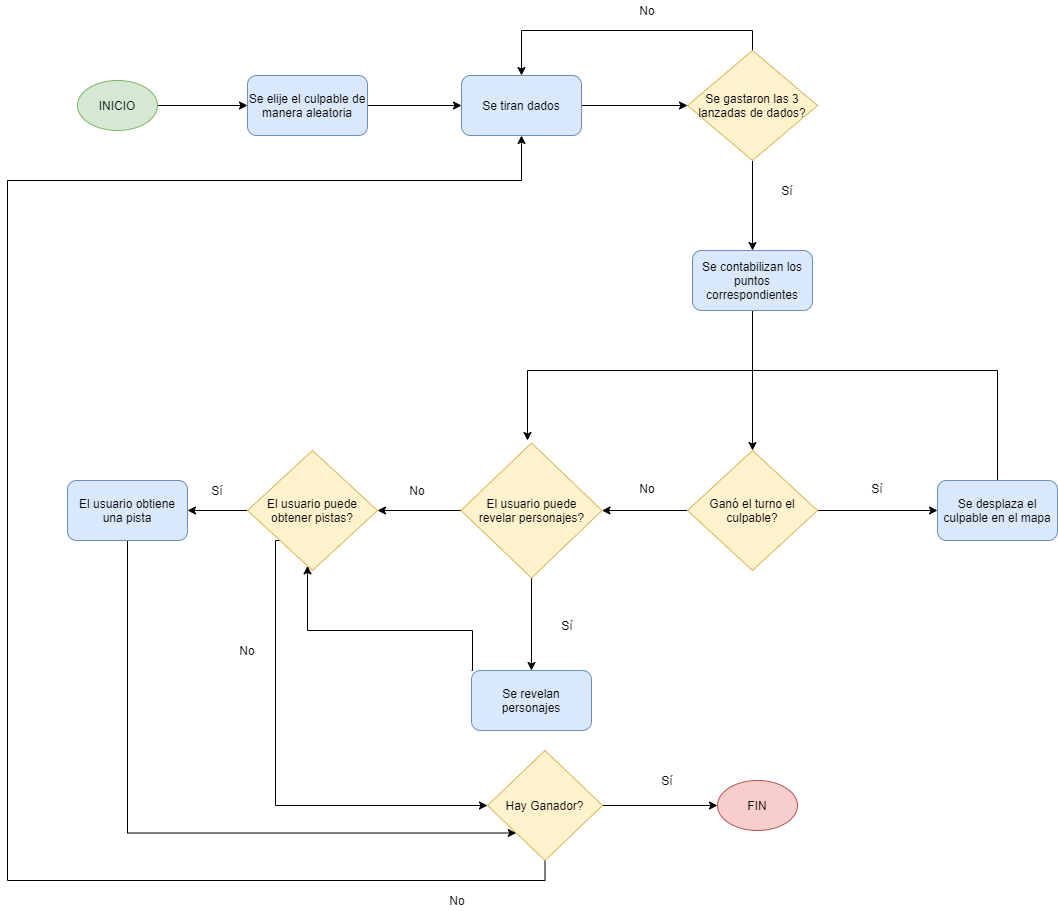 No
INICIO
Se elije el culpable de
manera aleatoria
Se tiran dados
Se gastaron las 3
lanzadas de dados?
Sí
Se contabilizan los
puntos
correspondientes
El usuario obtiene
una pista
Sí
El usuario puede
obtener pistas?
No
El usuario puede
revelar personajes?
No
Ganó el turno el
culpable?
Sí
Se desplaza el
culpable en el mapa
Sí
No
Se revelan
personajes
Hay Ganador?
Sí
FIN
No